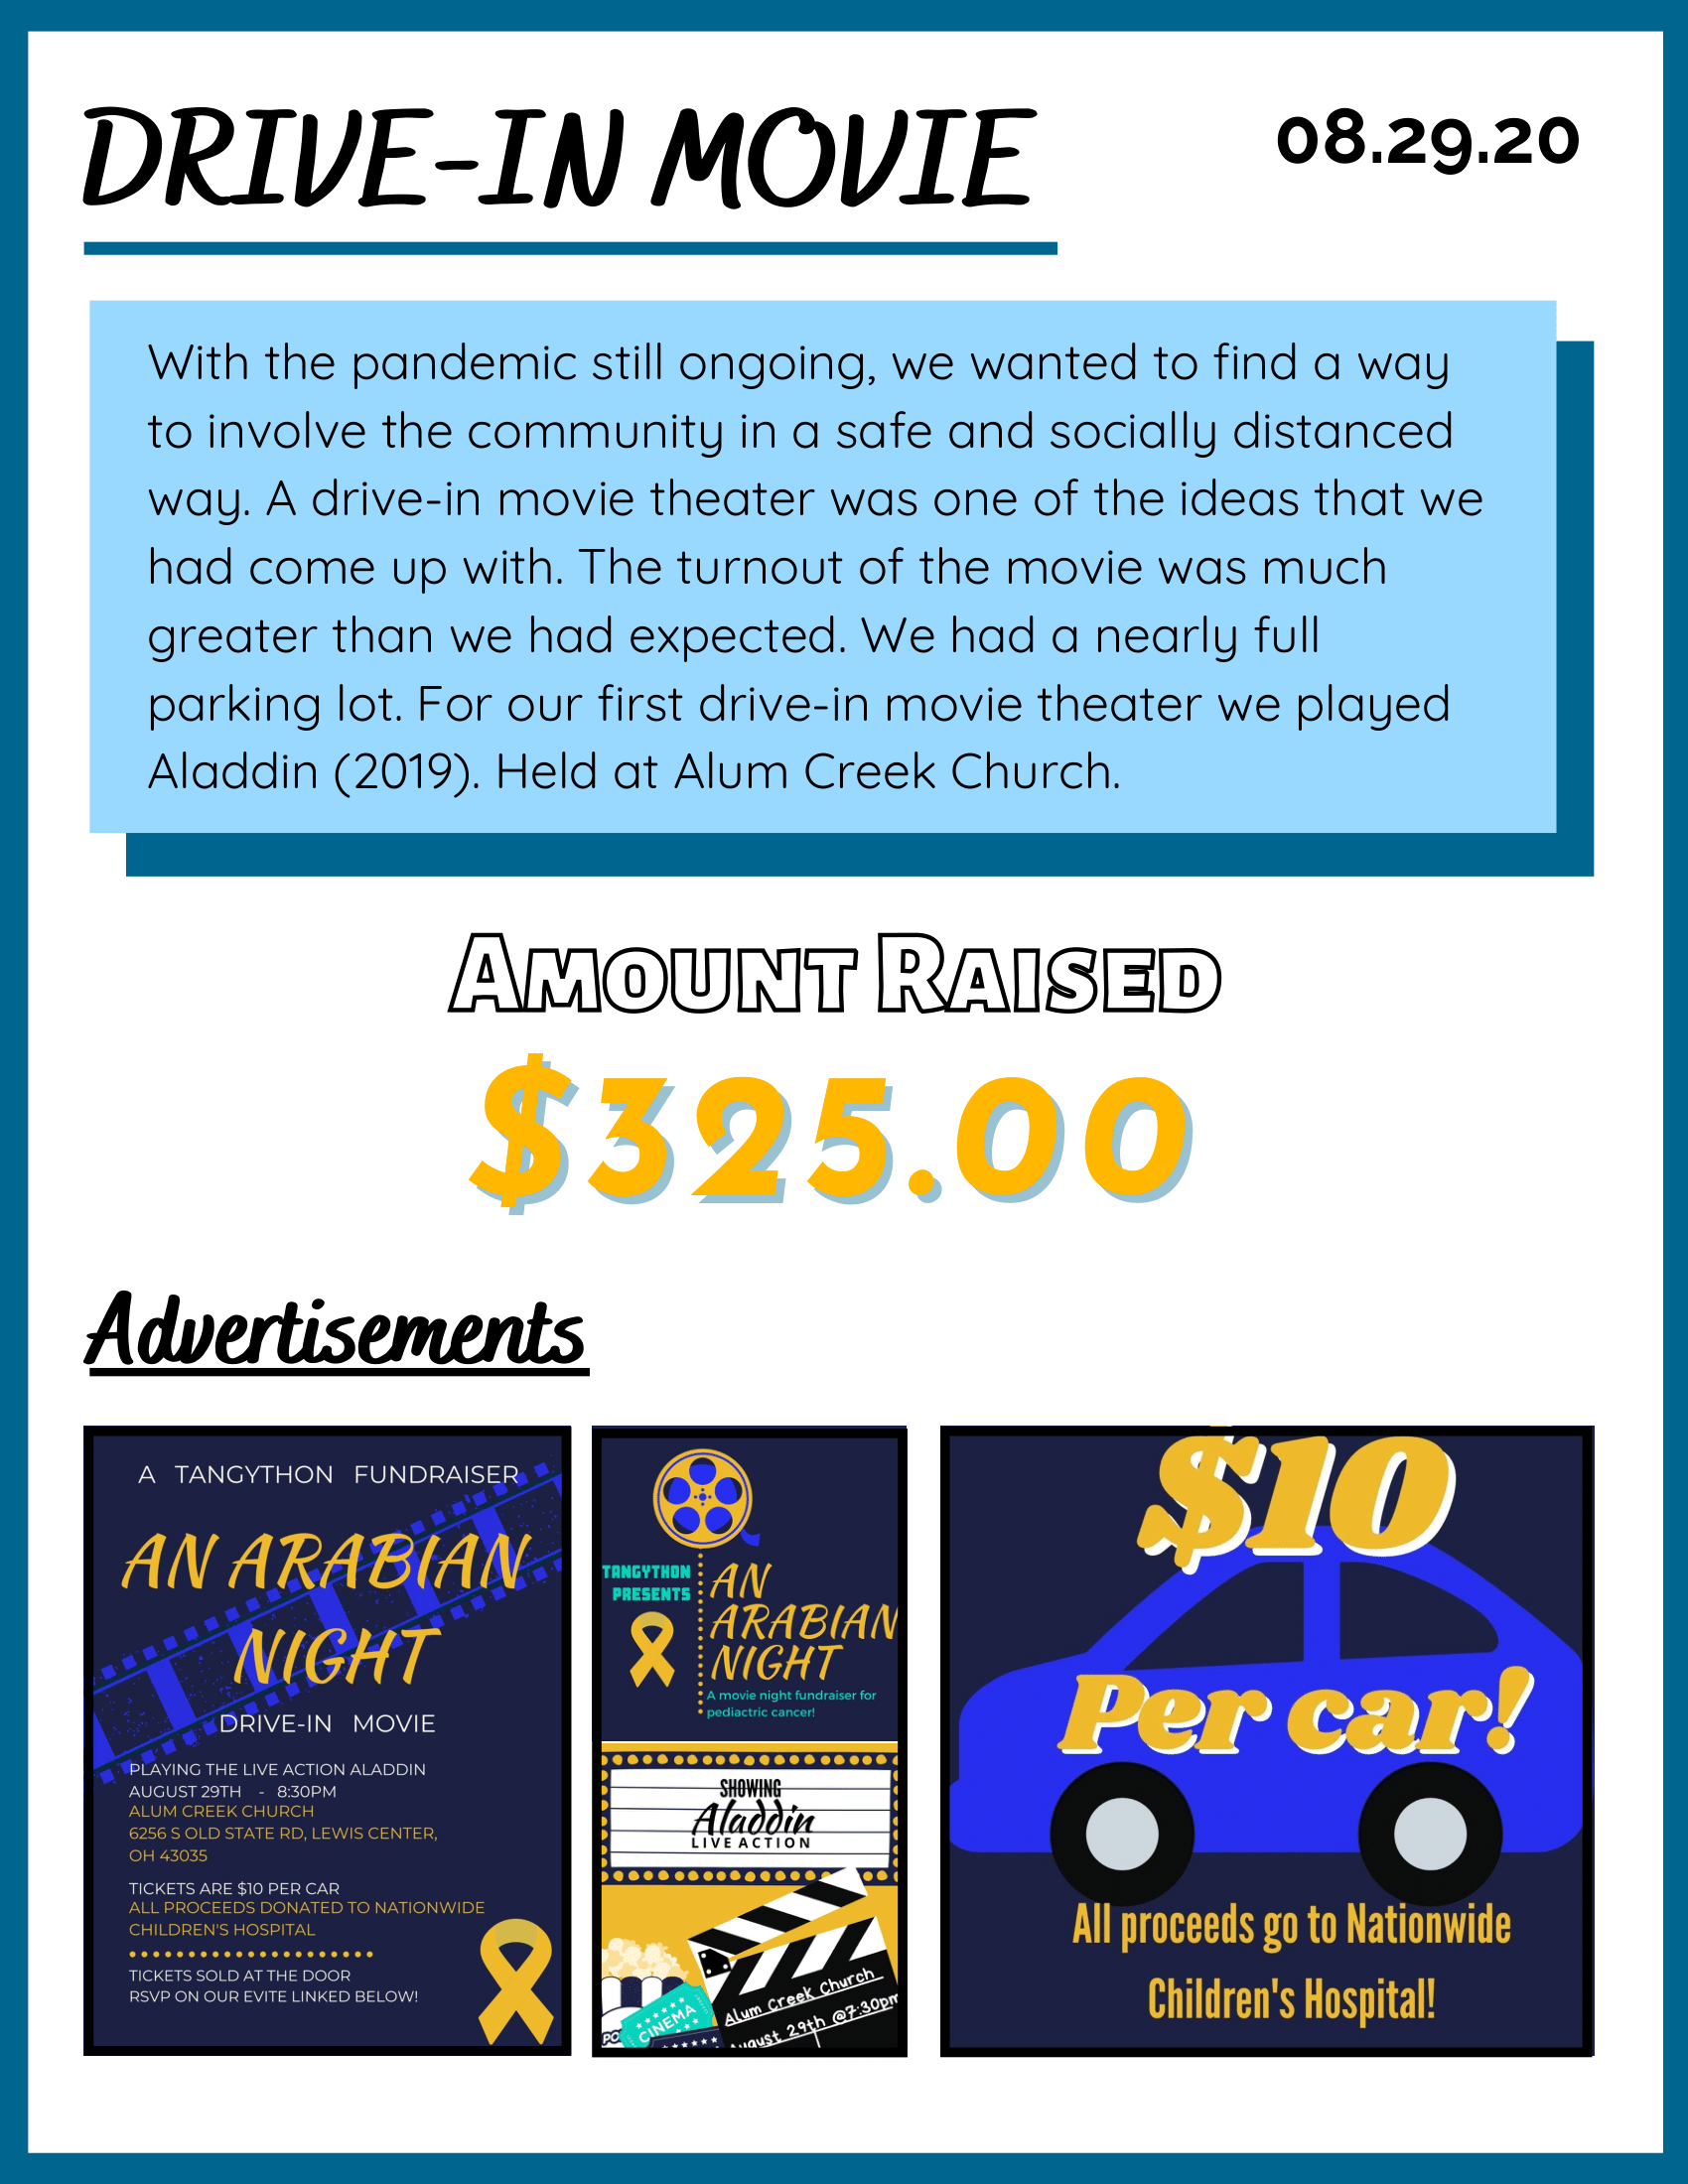 DRIVE-IN MOVIE
08.29.20
With the pandemic still ongoing, we wanted to find a way
to involve the community in a safe and socially distanced
way. A drive-in movie theater was one of the ideas that we
had come up with. The turnout of the movie was much
greater than we had expected. We had a nearly full
parking lot. For our first drive-in movie theater we played
Aladdin (2019). Held at Alum Creek Church.
AMOUNT RAISED
$325.00
Advertisements
A TANGYTHON FUNDRAISER
AN ARABIAN
NIGHT
DRIVE-IN MOVIE
PLAYING THE LIVE ACTION ALADDIN
AUGUST 29TH - 8:30PM
ALUM CREEK CHURCH
6256 S OLD STATE RD, LEWIS CENTER,
OH 43035
TICKETS ARE $10 PER CAR
ALL PROCEEDS DONATED TO NATIONWIDE
CHILDREN'S HOSPITAL
TICKETS SOLD AT THE DOOR
RSVP ON OUR EVITE LINKED BELOW!
TANGYTHON
PRESENTS
AN
ARABIAN
NIGHT
A movie night fundraiser for
pediactric cancer!
SHOWING
Aladdin
LIVE ACTION
Alum Creek Church
August 29th @7:30pm
CINEMA
PO
$10
Per car!
All proceeds go to Nationwide
Children's Hospital!